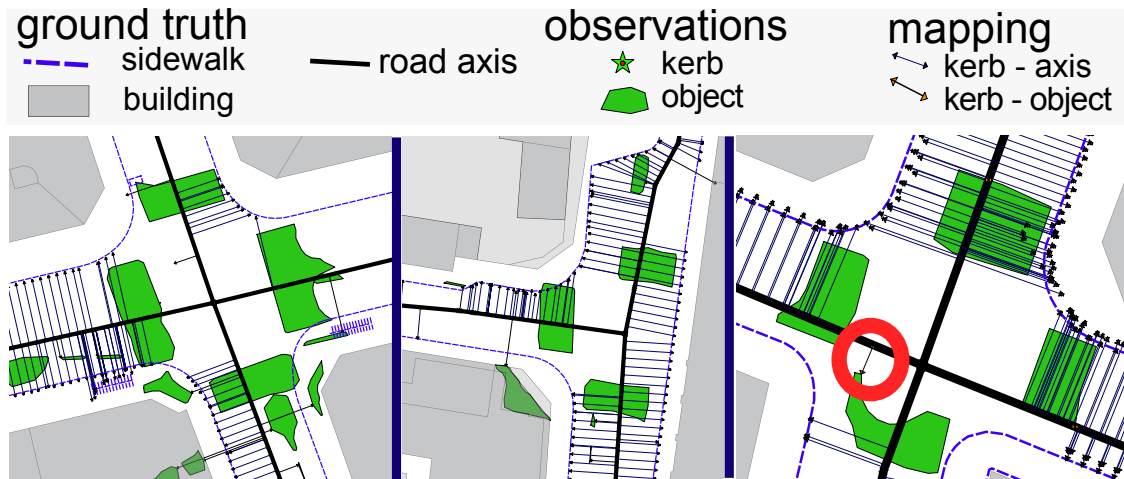 ground truth
observations
mapping
sidewalk
road axis
kerb
kerb - axis
building
object
kerb - object